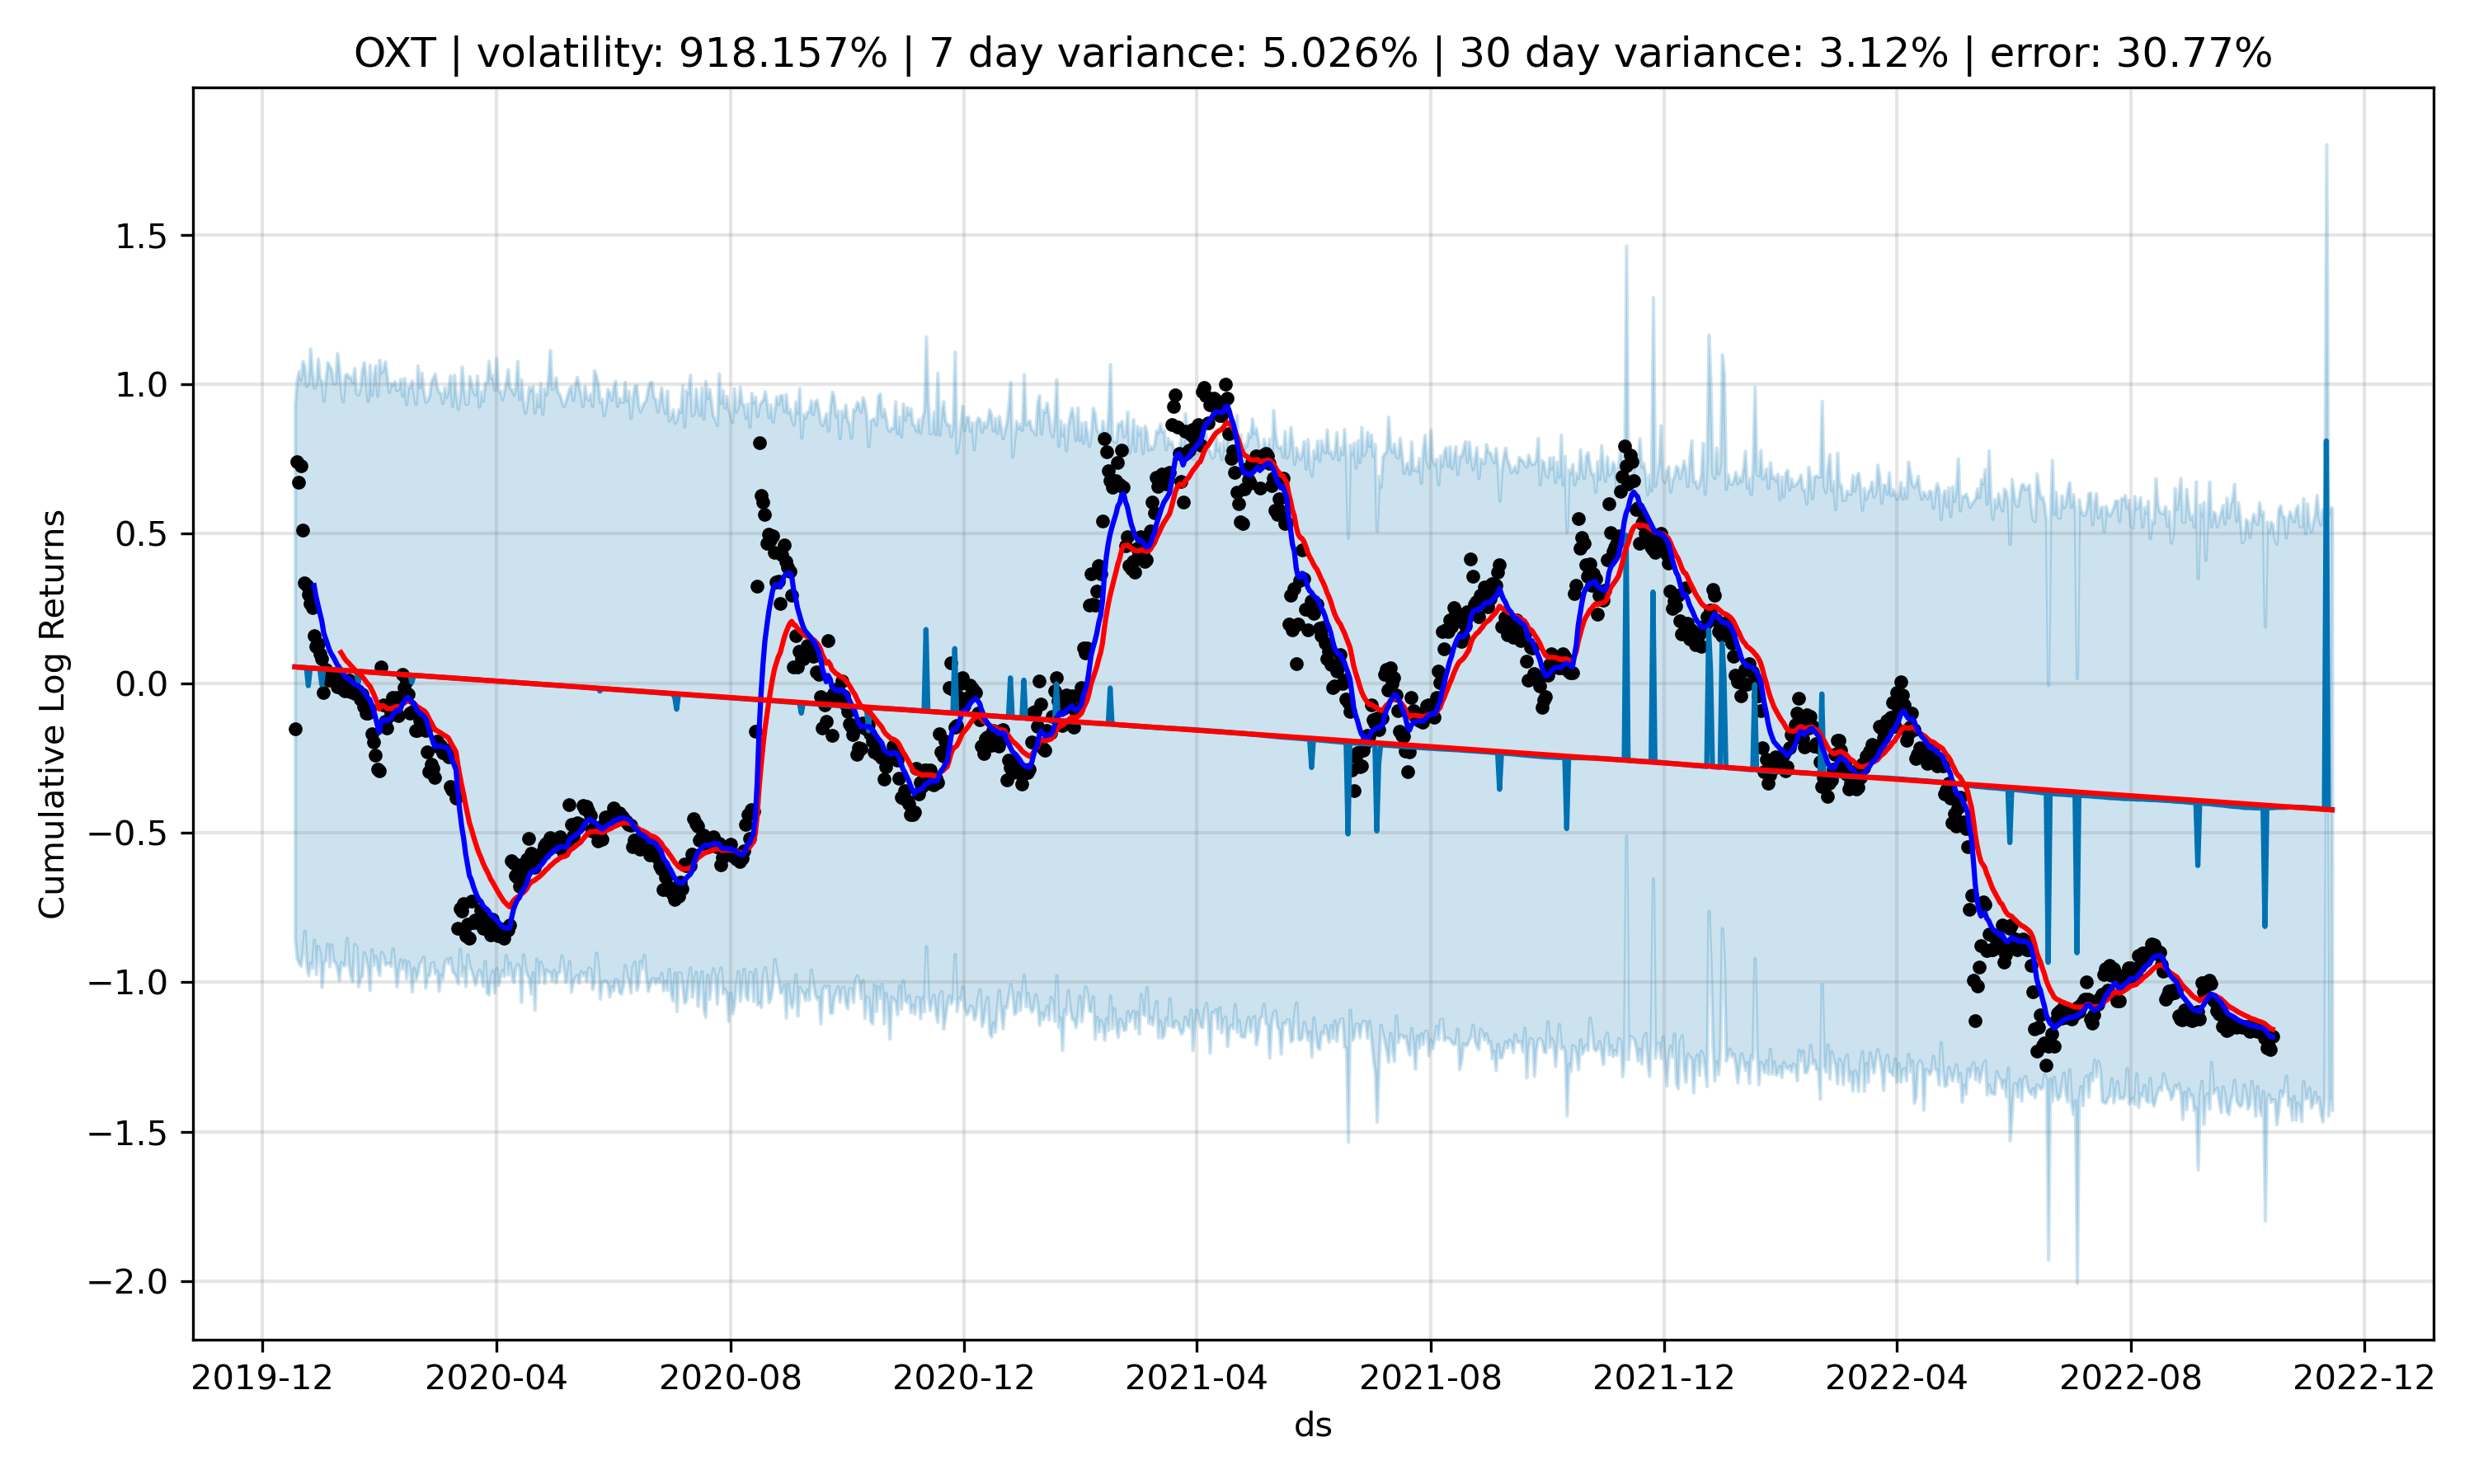 OXT | volatility: 918.157% | 7 day variance: 5.026% | 30 day variance: 3.12% | error: 30.77%
Cumulative Log Returns
1.5
1.0
0.5
0.0
−0.5
−1.0
−1.5
−2.0
2019-12 2020-04 2020-08 2020-12 2021-04 2021-08 2021-12 2022-04 2022-08 2022-12
ds